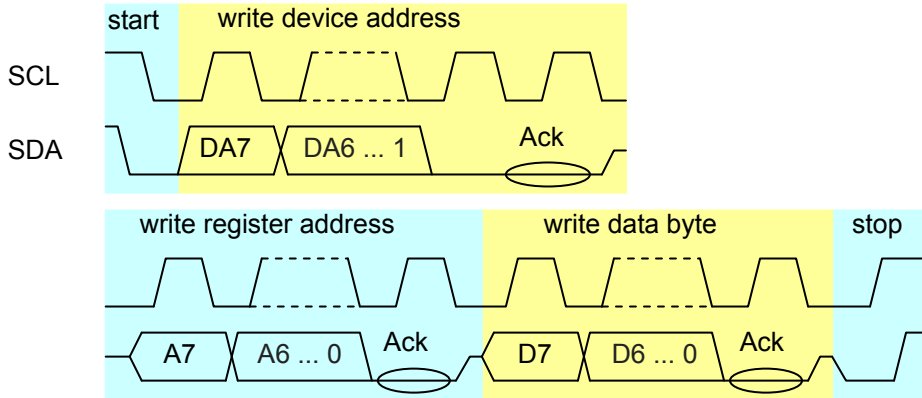 start write device address
SCL
SDA DA7 DA6 ... 1 Ack
write register address write data byte stop
A7 A6 ... 0 Ack D7 D6 ... 0 Ack